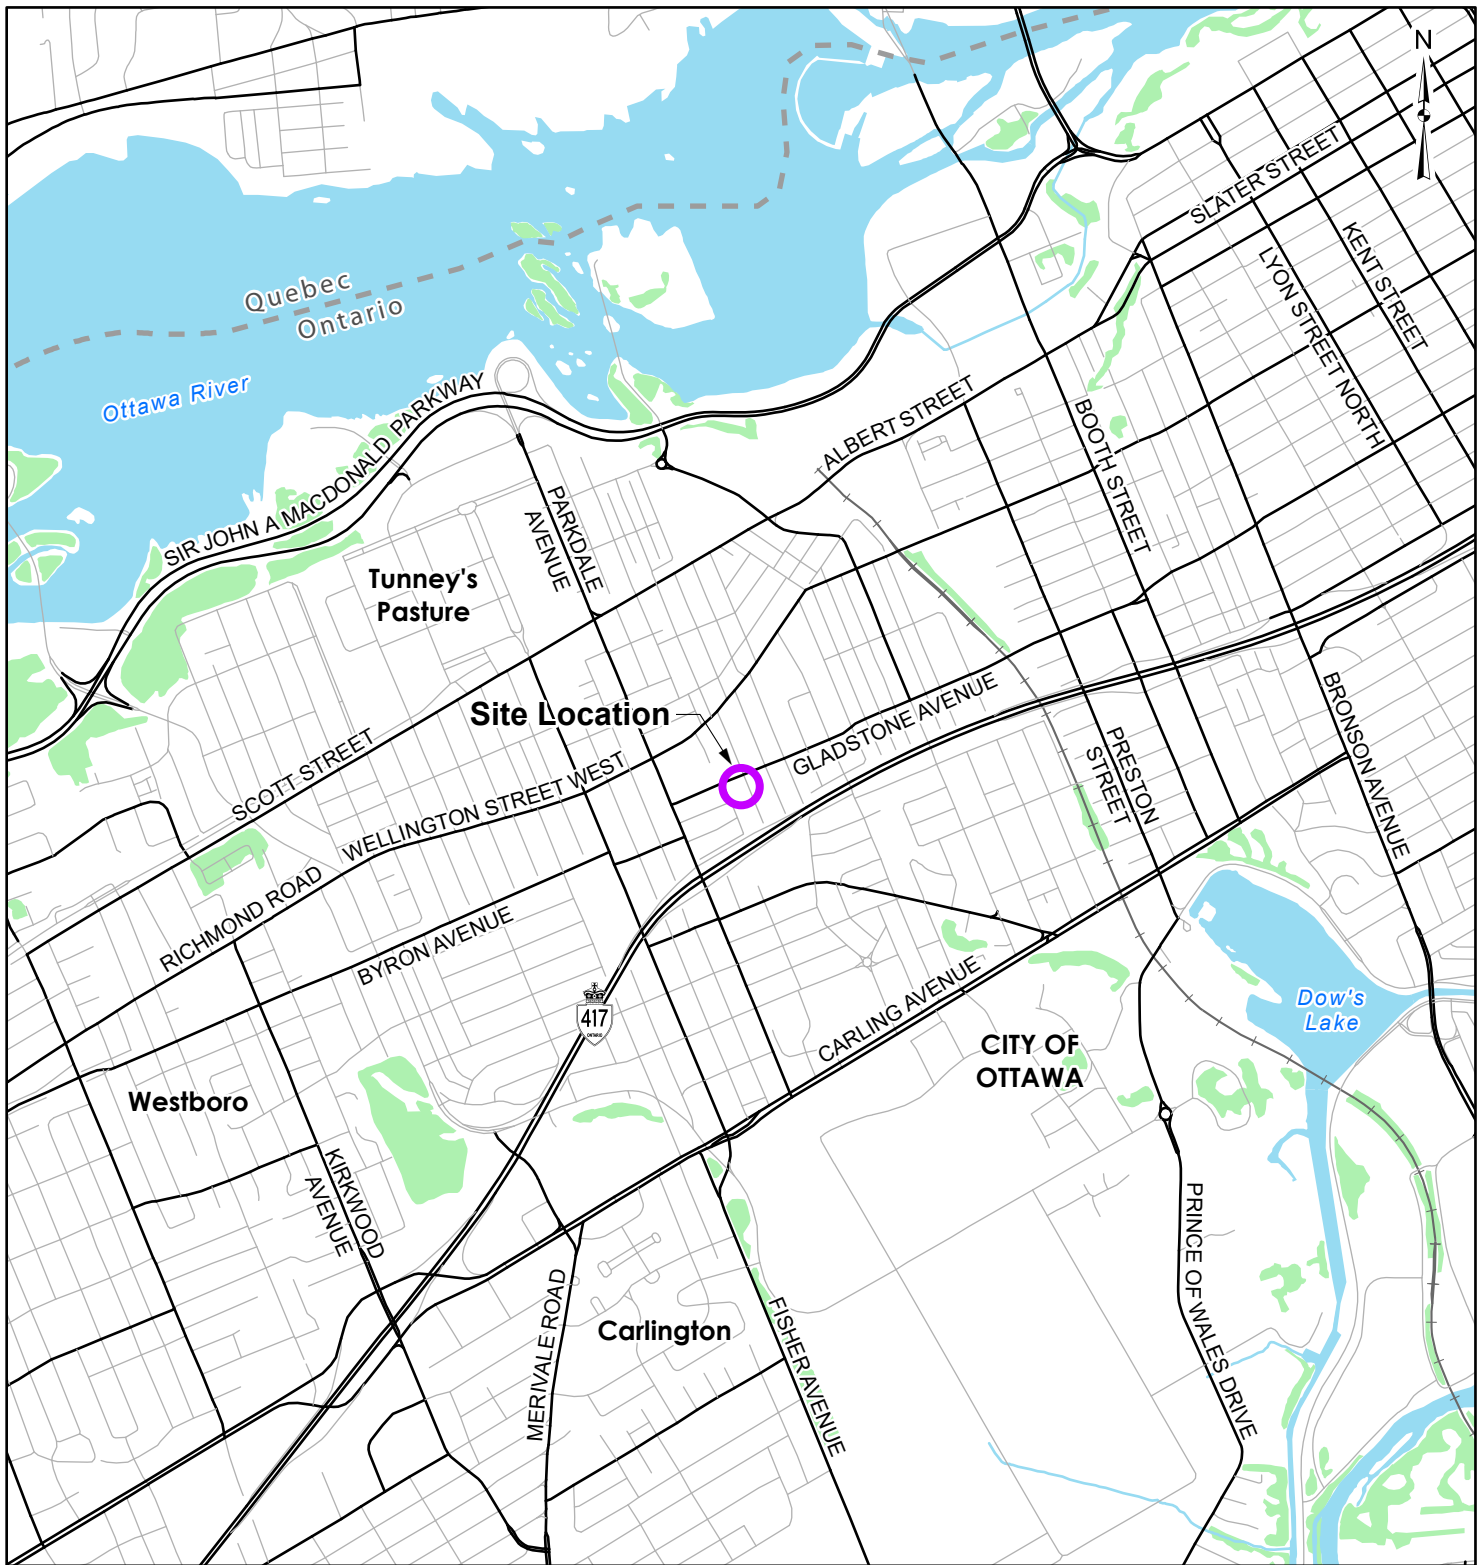 N
SLATER STREET
KENT STREET
LYON STREET NORTH
Quebec
Ontario
Ottawa River
SIR JOHN A MACDONALD PARKWAY
ALBERT STREET
BOOTH STREET
PARKDALE
AVENUE
Tunney's
Pasture
Site Location
GLADSTONE AVENUE
BRONSON AVENUE
PRESTON
STREET
SCOTT STREET
WELLINGTON STREET WEST
RICHMOND ROAD
BYRON AVENUE
417
ONTARIO
CARLING AVENUE
Dow's
Lake
CITY OF
OTTAWA
Westboro
KIRKWOOD
AVENUE
PRINCE OF WALES DRIVE
MERIVALE ROAD
Carlington
FISHER AVENUE